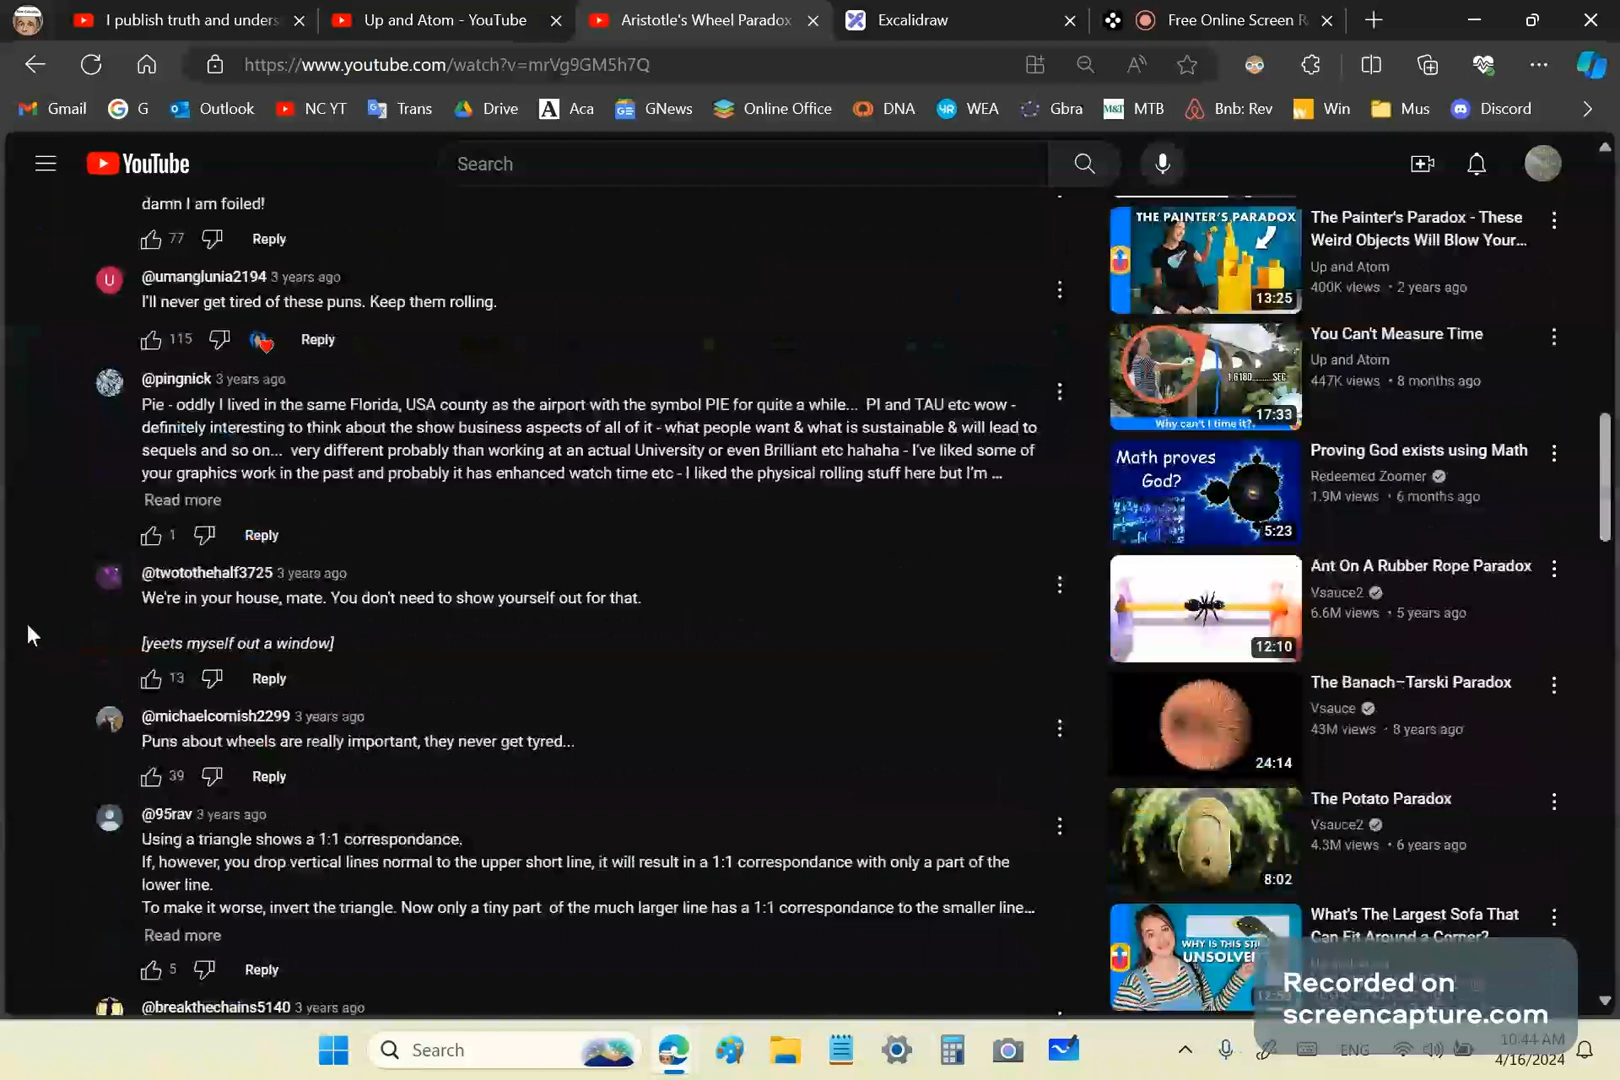 I publish truth and unders
Up and Atom - YouTube
Aristotle's Wheel Paradox
Excalidraw
Free Online Screen R
https://www.youtube.com/watch?v=mrVg9GM5h7Q
Gmail
G
Outlook
NC YT
Trans
Drive
Aca
GNews
Online Office
DNA
WEA
Gbra
MTB
Bnb: Rev
Win
Mus
Discord
YouTube
Search
damn I am foiled!
77
Reply
@umanglunia2194 3 years ago
I'll never get tired of these puns. Keep them rolling.
115
Reply
@pingnick 3 years ago
Pie - oddly I lived in the same Florida, USA county as the airport with the symbol PIE for quite a while... PI and TAU etc wow -
definitely interesting to think about the show business aspects of all of it - what people want & what is sustainable & will lead to
sequels and so on... very different probably than working at an actual University or even Brilliant etc hahaha - I've liked some of
your graphics work in the past and probably it has enhanced watch time etc - I liked the physical rolling stuff here but I'm ...
Read more
1
Reply
@twotothehalf3725 3 years ago
We're in your house, mate. You don't need to show yourself out for that.
[yeets myself out a window]
13
Reply
@michaelcornish2299 3 years ago
Puns about wheels are really important, they never get tyred...
39
Reply
@95rav 3 years ago
Using a triangle shows a 1:1 correspondence.
If, however, you drop vertical lines normal to the upper short line, it will result in a 1:1 correspondance with only a part of the
lower line.
To make it worse, invert the triangle. Now only a tiny part of the much larger line has a 1:1 correspondance to the smaller line...
Read more
5
Reply
@breakthechains5140 3 years ago
THE PAINTER'S PARADOX
13:25
The Painter's Paradox - These
Weird Objects Will Blow Your...
Up and Atom
400K views • 2 years ago
1.6180........SEC
Why can't I time it?
17:33
You Can't Measure Time
Up and Atom
447K views • 8 months ago
Math proves
God?
5:23
Proving God exists using Math
Redeemed Zoomer
1.9M views • 6 months ago
12:10
Ant On A Rubber Rope Paradox
Vsauce2
6.6M views • 5 years ago
24:14
The Banach–Tarski Paradox
Vsauce
43M views • 8 years ago
8:02
The Potato Paradox
Vsauce2
4.3M views • 6 years ago
WHY IS THIS STI
UNSOLVE
What's The Largest Sofa That
Can Fit Around a Corner?
Recorded on
screencapture.com
Search
ENG
10:44 AM
4/16/2024